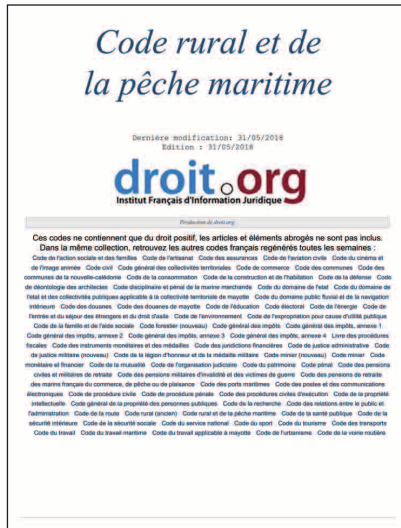 Code rural et de
la pêche maritime
Dernière modification: 31/05/2018
Edition : 31/05/2018
droit.org
Institut Français d'Information Juridique
Production de droit.org
Ces codes ne contiennent que du droit positif, les articles et éléments abrogés ne sont pas inclus.
Dans la même collection, retrouvez les autres codes français regénérés toutes les semaines :
Code de l'action sociale et des familles Code de l'artisanat Code des assurances Code de l'aviation civile Code du cinéma et
de l'image animée Code civil Code général des collectivités territoriales Code de commerce Code des communes Code des
communes de la nouvelle-calédonie Code de la consommation Code de la construction et de l'habitation Code de la défense Code
de déontologie des architectes Code disciplinaire et pénal de la marine marchande Code du domaine de l'etat Code du domaine de
l'etat et des collectivités publiques applicable à la collectivité territoriale de mayotte Code du domaine public fluvial et de la navigation
intérieure Code des douanes Code des douanes de mayotte Code de l'éducation Code électoral Code de l'énergie Code de
l'entrée et du séjour des étrangers et du droit d'asile Code de l'environnement Code de l'expropriation pour cause d'utilité publique
Code de la famille et de l'aide sociale Code forestier (nouveau) Code général des impôts Code général des impôts, annexe 1
Code général des impôts, annexe 2 Code général des impôts, annexe 3 Code général des impôts, annexe 4 Livre des procédures
fiscales Code des instruments monétaires et des médailles Code des juridictions financières Code de justice administrative Code
de justice militaire (nouveau) Code de la légion d'honneur et de la médaille militaire Code minier (nouveau) Code minier Code
monétaire et financier Code de la mutualité Code de l'organisation judiciaire Code du patrimoine Code pénal Code des pensions
civiles et militaires de retraite Code des pensions militaires d'invalidité et des victimes de guerre Code des pensions de retraite
des marins français du commerce, de pêche ou de plaisance Code des ports maritimes Code des postes et des communications
électroniques Code de procédure civile Code de procédure pénale Code des procédures civiles d'exécution Code de la propriété
intellectuelle Code général de la propriété des personnes publiques Code de la recherche Code des relations entre le public et
l'administration Code de la route Code rural (ancien) Code rural et de la pêche maritime Code de la santé publique Code de la
sécurité intérieure Code de la sécurité sociale Code du service national Code du sport Code du tourisme Code des transports
Code du travail Code du travail maritime Code du travail applicable à mayotte Code de l'urbanisme Code de la voirie routière